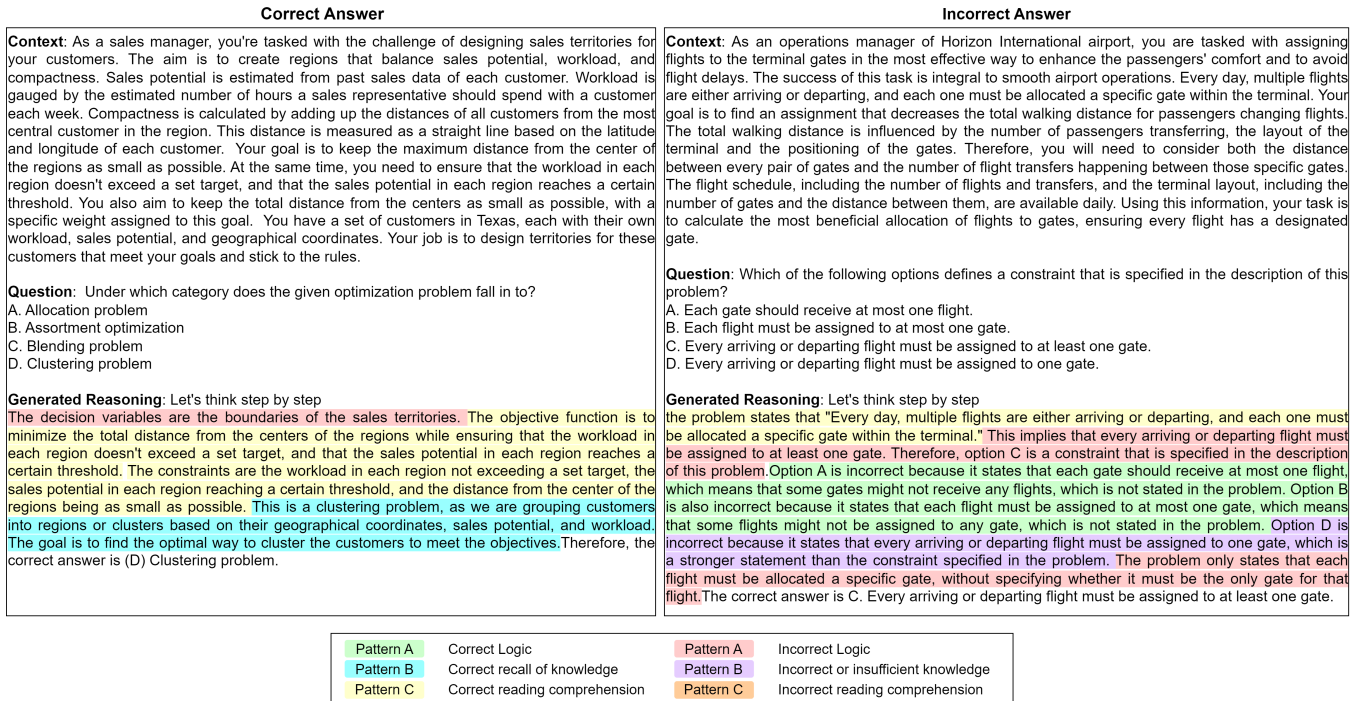 Correct Answer
Context: As a sales manager, you're tasked with the challenge of designing sales territories for
your customers. The aim is to create regions that balance sales potential, workload, and
compactness. Sales potential is estimated from past sales data of each customer. Workload is
gauged by the estimated number of hours a sales representative should spend with a customer
each week. Compactness is calculated by adding up the distances of all customers from the most
central customer in the region. This distance is measured as a straight line based on the latitude
and longitude of each customer. Your goal is to keep the maximum distance from the center of
the regions as small as possible. At the same time, you need to ensure that the workload in each
region doesn't exceed a set target, and that the sales potential in each region reaches a certain
threshold. You also aim to keep the total distance from the centers as small as possible, with a
specific weight assigned to this goal. You have a set of customers in Texas, each with their own
workload, sales potential, and geographical coordinates. Your job is to design territories for these
customers that meet your goals and stick to the rules.
Question: Under which category does the given optimization problem fall in to?
A. Allocation problem
B. Assortment optimization
C. Blending problem
D. Clustering problem
Generated Reasoning: Let's think step by step
The decision variables are the boundaries of the sales territories. The objective function is to
minimize the total distance from the centers of the regions while ensuring that the workload in
each region doesn't exceed a set target, and that the sales potential in each region reaches a
certain threshold. The constraints are the workload in each region not exceeding a set target, the
sales potential in each region reaching a certain threshold, and the distance from the center of the
regions being as small as possible. This is a clustering problem, as we are grouping customers
into regions or clusters based on their geographical coordinates, sales potential, and workload.
The goal is to find the optimal way to cluster the customers to meet the objectives.Therefore, the
correct answer is (D) Clustering problem.
Incorrect Answer
Context: As an operations manager of Horizon International airport, you are tasked with assigning
flights to the terminal gates in the most effective way to enhance the passengers' comfort and to avoid
flight delays. The success of this task is integral to smooth airport operations. Every day, multiple flights
are either arriving or departing, and each one must be allocated a specific gate within the terminal. Your
goal is to find an assignment that decreases the total walking distance for passengers changing flights.
The total walking distance is influenced by the number of passengers transferring, the layout of the
terminal and the positioning of the gates. Therefore, you will need to consider both the distance
between every pair of gates and the number of flight transfers happening between those specific gates.
The flight schedule, including the number of flights and transfers, and the terminal layout, including the
number of gates and the distance between them, are available daily. Using this information, your task is
to calculate the most beneficial allocation of flights to gates, ensuring every flight has a designated
gate.
Question: Which of the following options defines a constraint that is specified in the description of this
problem?
A. Each gate should receive at most one flight.
B. Each flight must be assigned to at most one gate.
C. Every arriving or departing flight must be assigned to at least one gate.
D. Every arriving or departing flight must be assigned to one gate.
Generated Reasoning: Let's think step by step
the problem states that "Every day, multiple flights are either arriving or departing, and each one must
be allocated a specific gate within the terminal." This implies that every arriving or departing flight must
be assigned to at least one gate. Therefore, option C is a constraint that is specified in the description
of this problem.Option A is incorrect because it states that each gate should receive at most one flight,
which means that some gates might not receive any flights, which is not stated in the problem. Option B
is also incorrect because it states that each flight must be assigned to at most one gate, which means
that some flights might not be assigned to any gate, which is not stated in the problem. Option D is
incorrect because it states that every arriving or departing flight must be assigned to one gate, which is
a stronger statement than the constraint specified in the problem. The problem only states that each
flight must be allocated a specific gate, without specifying whether it must be the only gate for that
flight.The correct answer is C. Every arriving or departing flight must be assigned to at least one gate.
Pattern A Correct Logic Pattern A Incorrect Logic
Pattern B Correct recall of knowledge Pattern B Incorrect or insufficient knowledge
Pattern C Correct reading comprehension Pattern C Incorrect reading comprehension